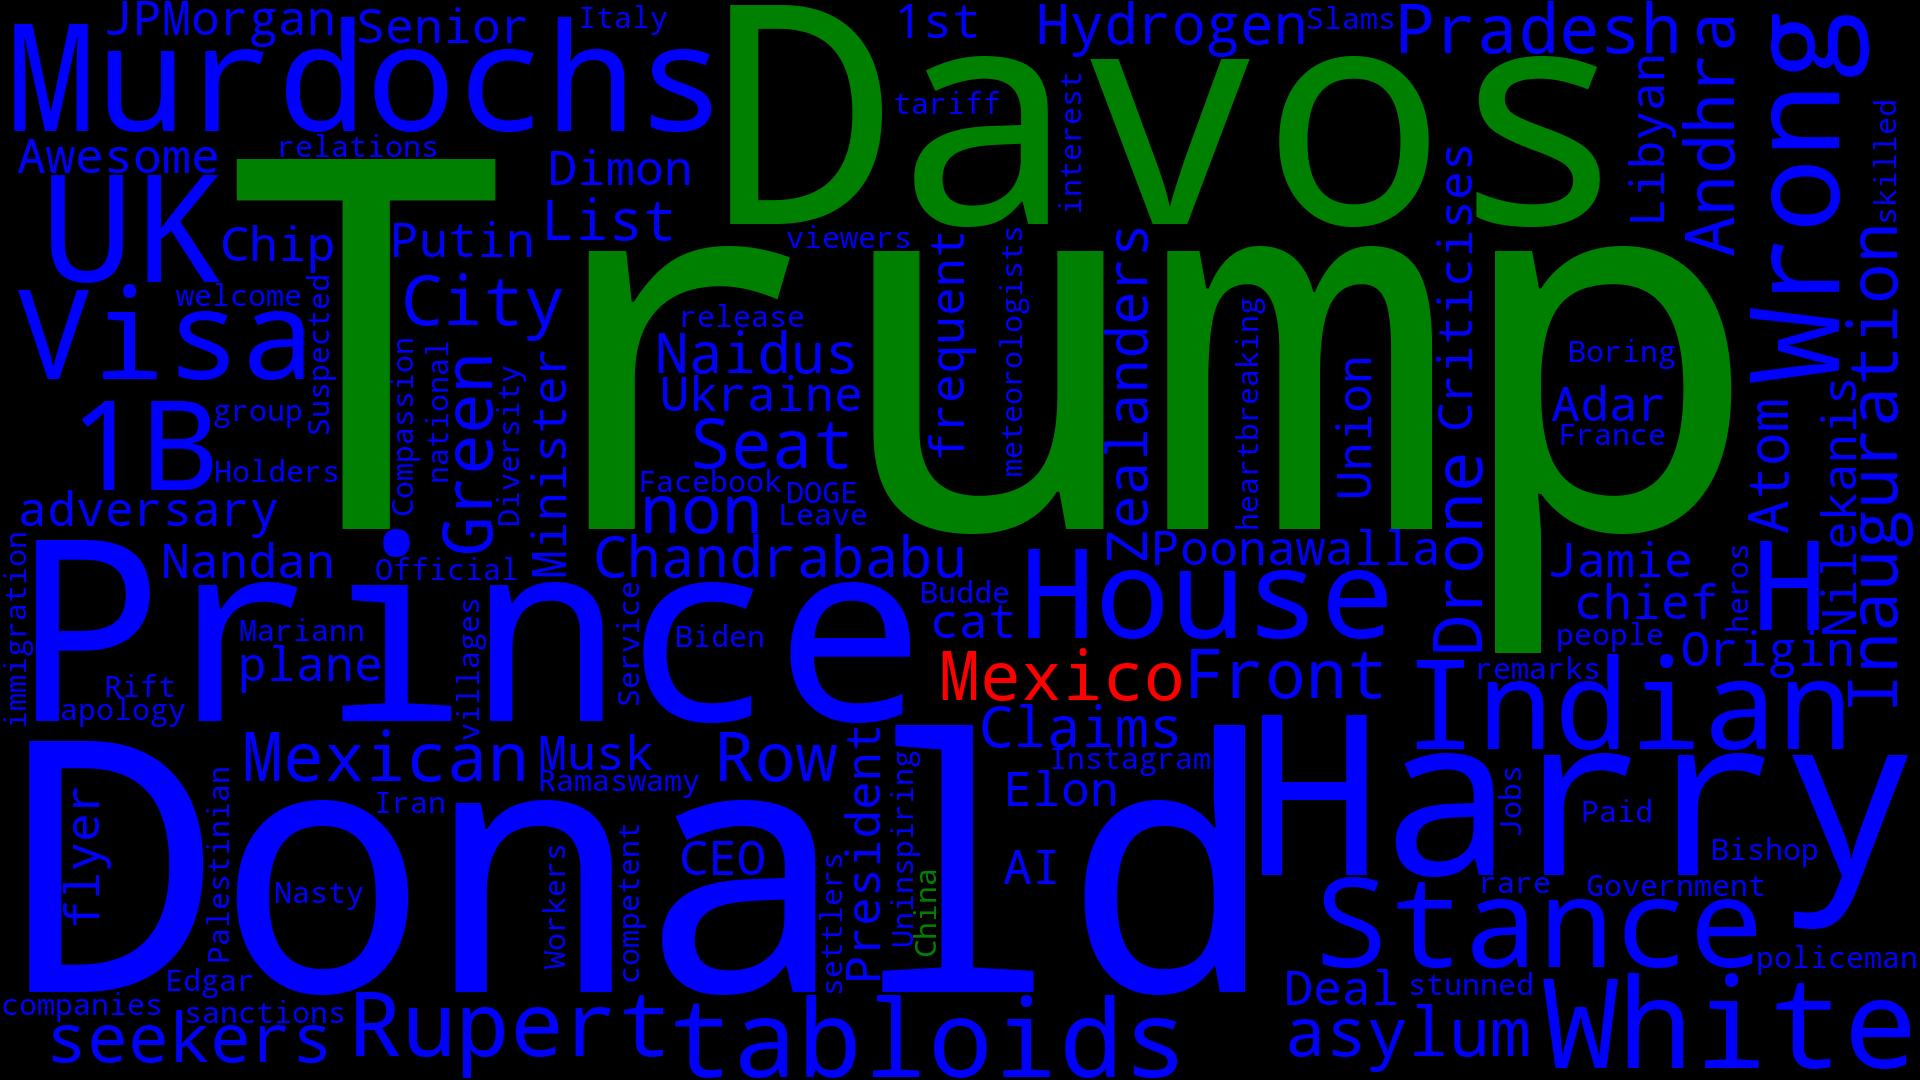 JPMorgan
Senior
Italy
Davos
1st
Hydrogen
Slams
Pradesh
Murdochs
tariff
interest
Libyan
Andhra
Wrong
skilled
Awesome
relations
Dimon
UK
Trump
List
Chip
Putin
viewers
frequent
meteorologists
Zealanders
Criticises
Visa
welcome
Suspected
City
release
Naidus
Ukraine
heartbreaking
Union
Boring
Adar
France
Atom
Nilekanis
Inauguration
1B
group
Holders
Compassion
national
Green
Diversity
Minister
Seat
Facebook
DOGE
non
Leave
adversary
immigration
Prince
Nandan
Official
Chandrababu
Poonawalla
Drone
Jamie
chief
heros
H
Budde
cat
House
people
Origin
Mariann
plane
villages
Service
Biden
Mexico
Front
remarks
Indian
Rift
apology
Claims
Mexican
Musk
Row
President
Ramaswamy
Instagram
Elon
Harry
Donald
flyer
Palestinian
Iran
Nasty
Workers
competent
CEO
settlers
Uninspiring
China
AI
Jobs
Paid
Bishop
Stance
rare
Government
policeman
Edgar
companies
sanctions
seekers
Rupert
tabloids
Deal
stunned
asylum
White